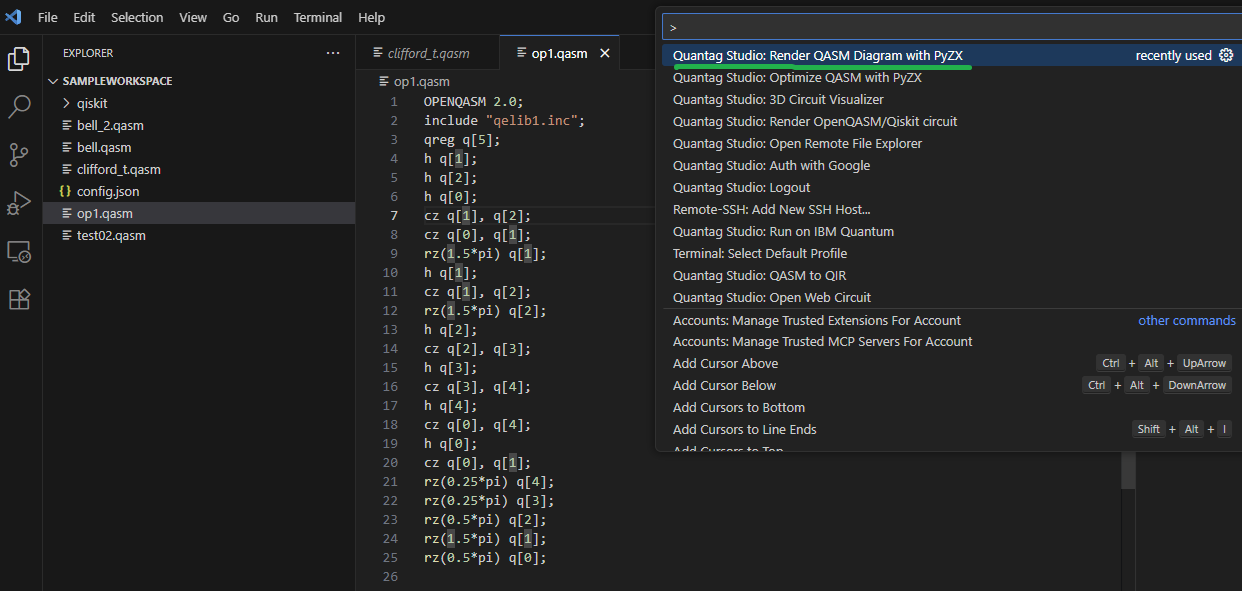 File Edit Selection View Go Run Terminal Help
EXPLORER
SAMPLEWORKSPACE
qiskit
bell_2.qasm
bell.qasm
clifford_t.qasm
{} config.json
op1.qasm
test02.qasm
clifford_t.qasm
op1.qasm
op1.qasm
1 OPENQASM 2.0;
2 include "qelib1.inc";
3 qreg q[5];
4 h q[1];
5 h q[2];
6 h q[0];
7 cz q[1], q[2];
8 cz q[0], q[1];
9 rz(1.5*pi) q[1];
10 h q[1];
11 cz q[1], q[2];
12 rz(1.5*pi) q[2];
13 h q[2];
14 cz q[2], q[3];
15 h q[3];
16 cz q[3], q[4];
17 h q[4];
18 cz q[0], q[4];
19 h q[0];
20 cz q[0], q[1];
21 rz(0.25*pi) q[4];
22 rz(0.25*pi) q[3];
23 rz(0.5*pi) q[2];
24 rz(1.5*pi) q[1];
25 rz(0.5*pi) q[0];
26
>
Quantag Studio: Render QASM Diagram with PyZX recently used
Quantag Studio: Optimize QASM with PyZX
Quantag Studio: 3D Circuit Visualizer
Quantag Studio: Render OpenQASM/Qiskit circuit
Quantag Studio: Open Remote File Explorer
Quantag Studio: Auth with Google
Quantag Studio: Logout
Remote-SSH: Add New SSH Host...
Quantag Studio: Run on IBM Quantum
Terminal: Select Default Profile
Quantag Studio: QASM to QIR
Quantag Studio: Open Web Circuit
Accounts: Manage Trusted Extensions For Account other commands
Accounts: Manage Trusted MCP Servers For Account
Add Cursor Above Ctrl + Alt + UpArrow
Add Cursor Below Ctrl + Alt + DownArrow
Add Cursors to Bottom
Add Cursors to Line Ends Shift + Alt + I
Add Cursors to Top